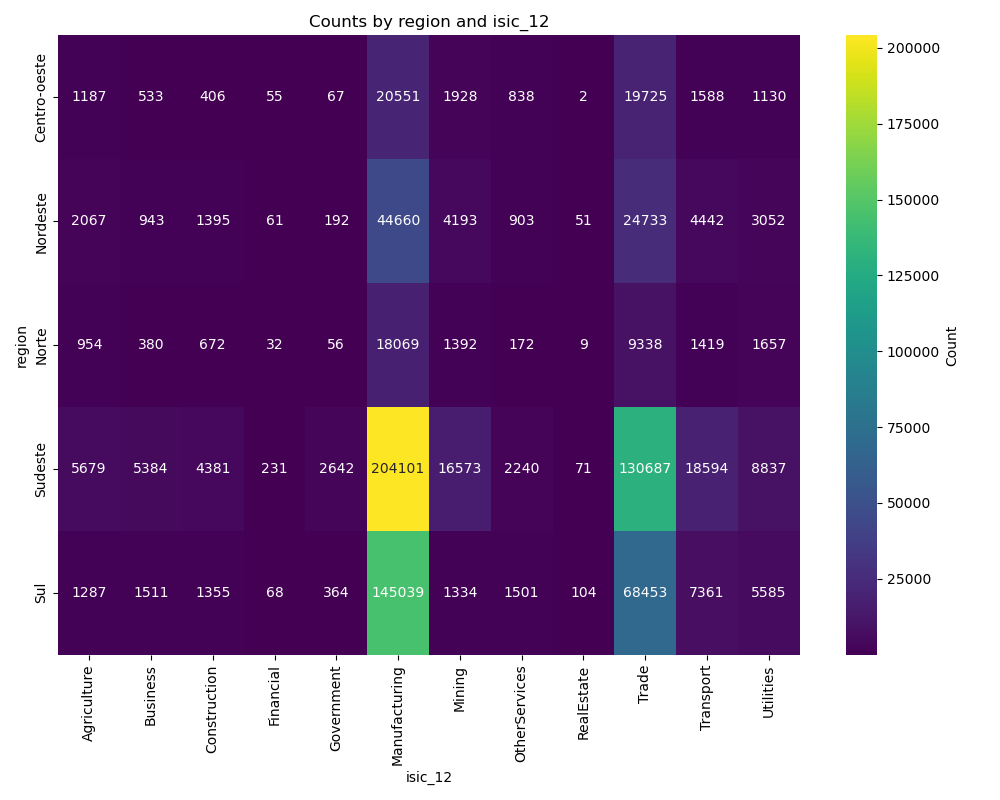 Counts by region and isic_12
Centro-oeste 1187 533 406 55 67 20551 1928 838 2 19725 1588 1130
Nordeste 2067 943 1395 61 192 44660 4193 903 51 24733 4442 3052
Norte 954 380 672 32 56 18069 1392 172 9 9338 1419 1657
Sudeste 5679 5384 4381 231 2642 204101 16573 2240 71 130687 18594 8837
Sul 1287 1511 1355 68 364 145039 1334 1501 104 68453 7361 5585
region
Agriculture Business Construction Financial Government Manufacturing Mining OtherServices RealEstate Trade Transport Utilities
isic_12
200000
175000
150000
125000
100000
75000
50000
25000
Count